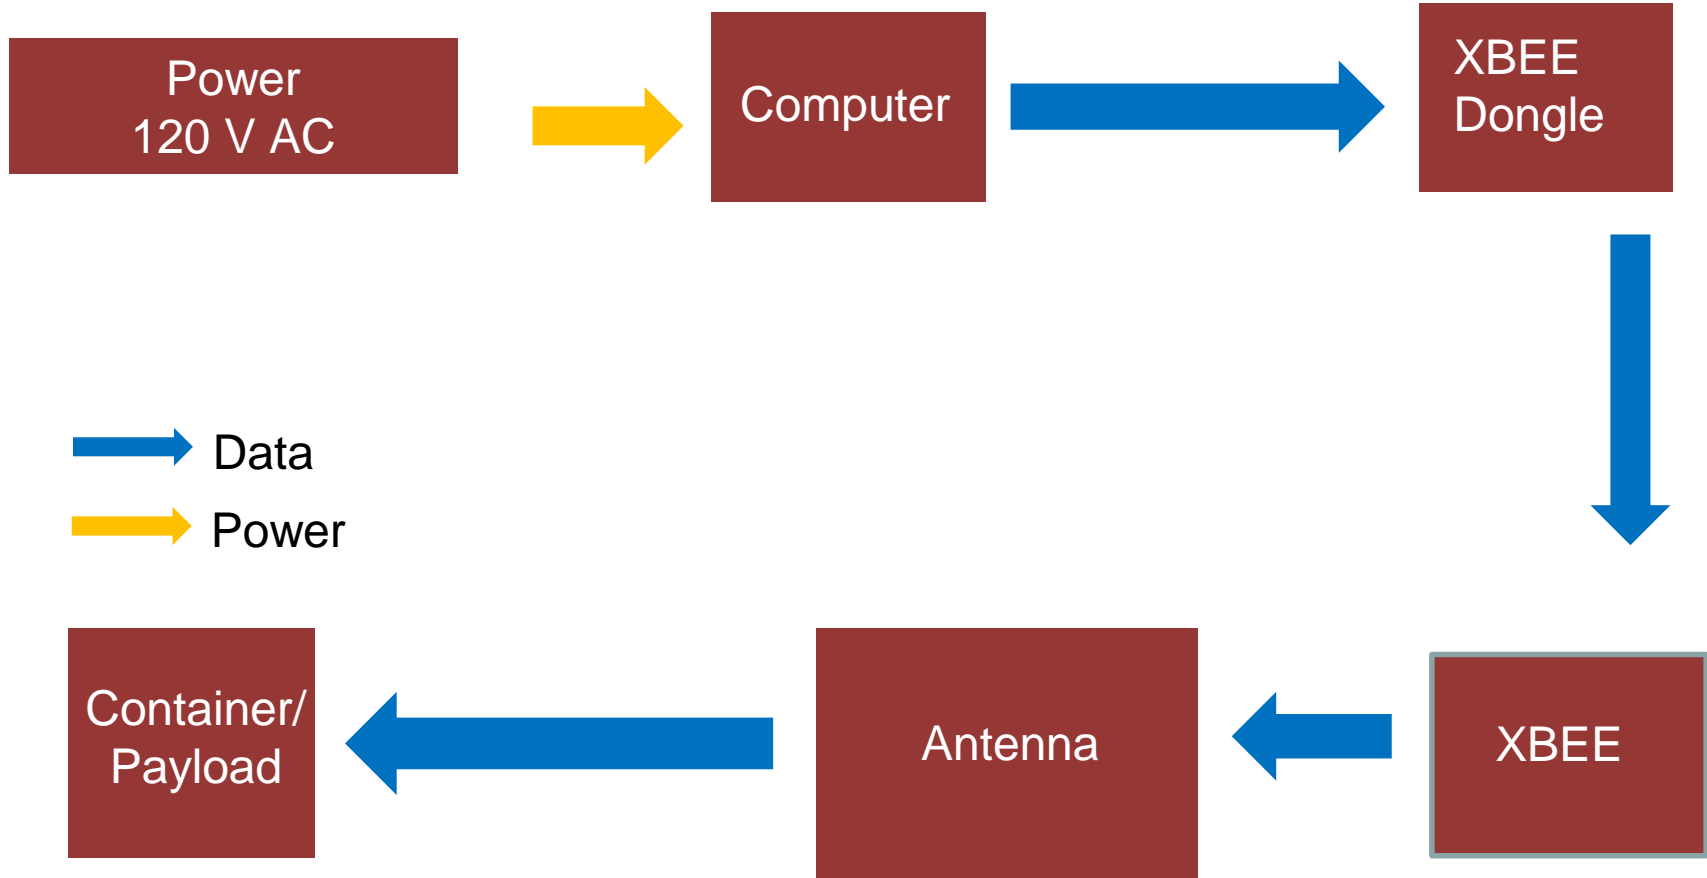 Power
120 V AC
Computer
XBEE
Dongle
Data
Power
Container/
Payload
Antenna
XBEE